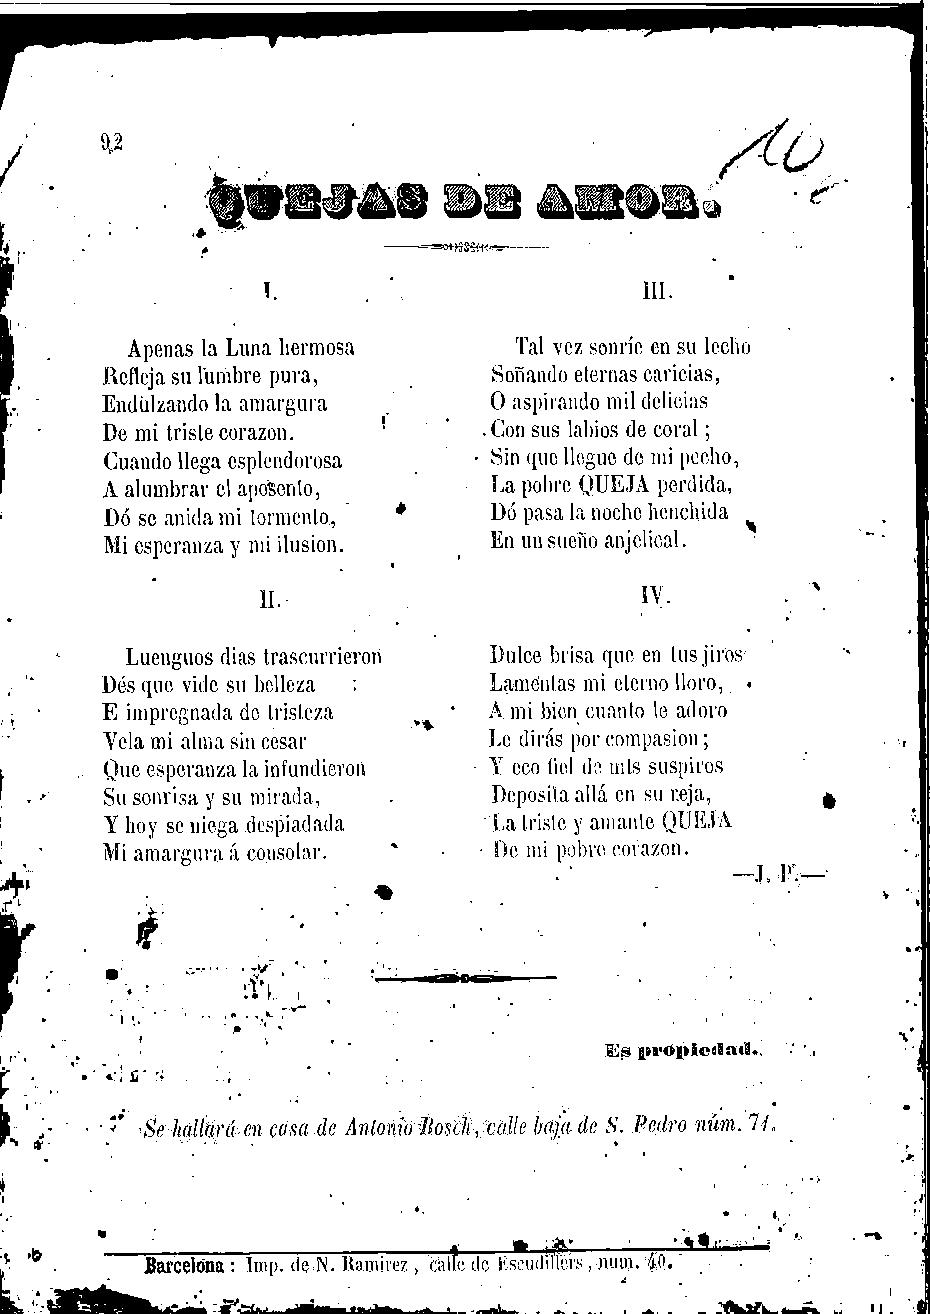 92
QUEJAS DE AMOR.
I.
Apenas la Luna hermosa
Refleja su lumbre pura,
Endulzando la amargura
De mi triste corazon.
Cuando llega esplendorosa
A alumbrar el aposento,
Dó se anida mi tormento,
Mi esperanza y mi ilusion.
II.
Luenguos dias trascurrieron
Dés que vide su belleza
E impregnada de tristeza
Vela mi alma sin cesar
Que esperanza la infundieron
Su sonrisa y su mirada,
Y hoy se niega despiadada
Mi amargura á consolar.
III.
Tal vez sonríe en su lecho
Soñando eternas caricias,
O aspirando mil delicias
Con sus labios de coral ;
Sin que llegue de mi pecho,
La pobre QUEJA perdida,
Dó pasa la noche henchida
En un sueño anjelical.
IV.
Dulce brisa que en tus jiros
Lamentas mi eterno lloro,
A mi bien cuanto le adoro
Le dirás por compasion ;
Y eco fiel de mis suspiros
Deposita allá en su reja,
La triste y amante QUEJA
De mi pobre corazon.
—J. P.—
Es propiedad.
Se hallará en casa de Antonio Bosch, calle baja de S. Pedro núm. 74.
Barcelona : Imp. de N. Ramirez , calle de Escudillers , num. 40.